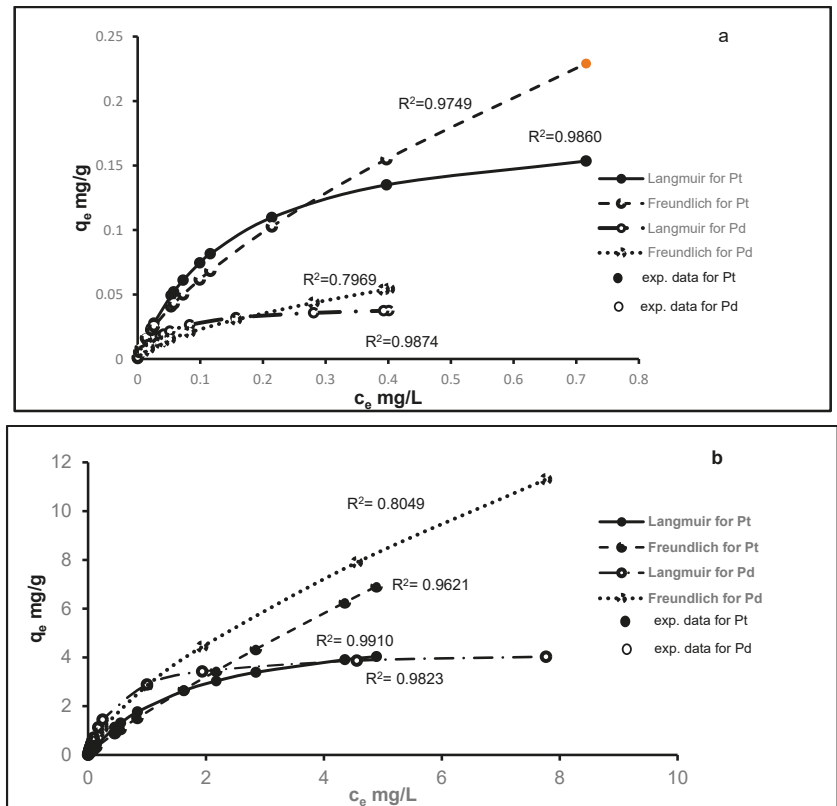 a
0.25
0.2
0.15
0.1
0.05
0
q_e mg/g
R²=0.9749
R²=0.9860
R²=0.7969
R²=0.9874
Langmuir for Pt
Freundlich for Pt
Langmuir for Pd
Freundlich for Pd
exp. data for Pt
exp. data for Pd
0 0.1 0.2 0.3 0.4 0.5 0.6 0.7 0.8
c_e mg/L
b
12
10
8
6
4
2
0
q_e mg/g
R²= 0.8049
R²= 0.9621
R²= 0.9910
R²= 0.9823
Langmuir for Pt
Freundlich for Pt
Langmuir for Pd
Freundlich for Pd
exp. data for Pt
exp. data for Pd
0 2 4 6 8 10
c_e mg/L